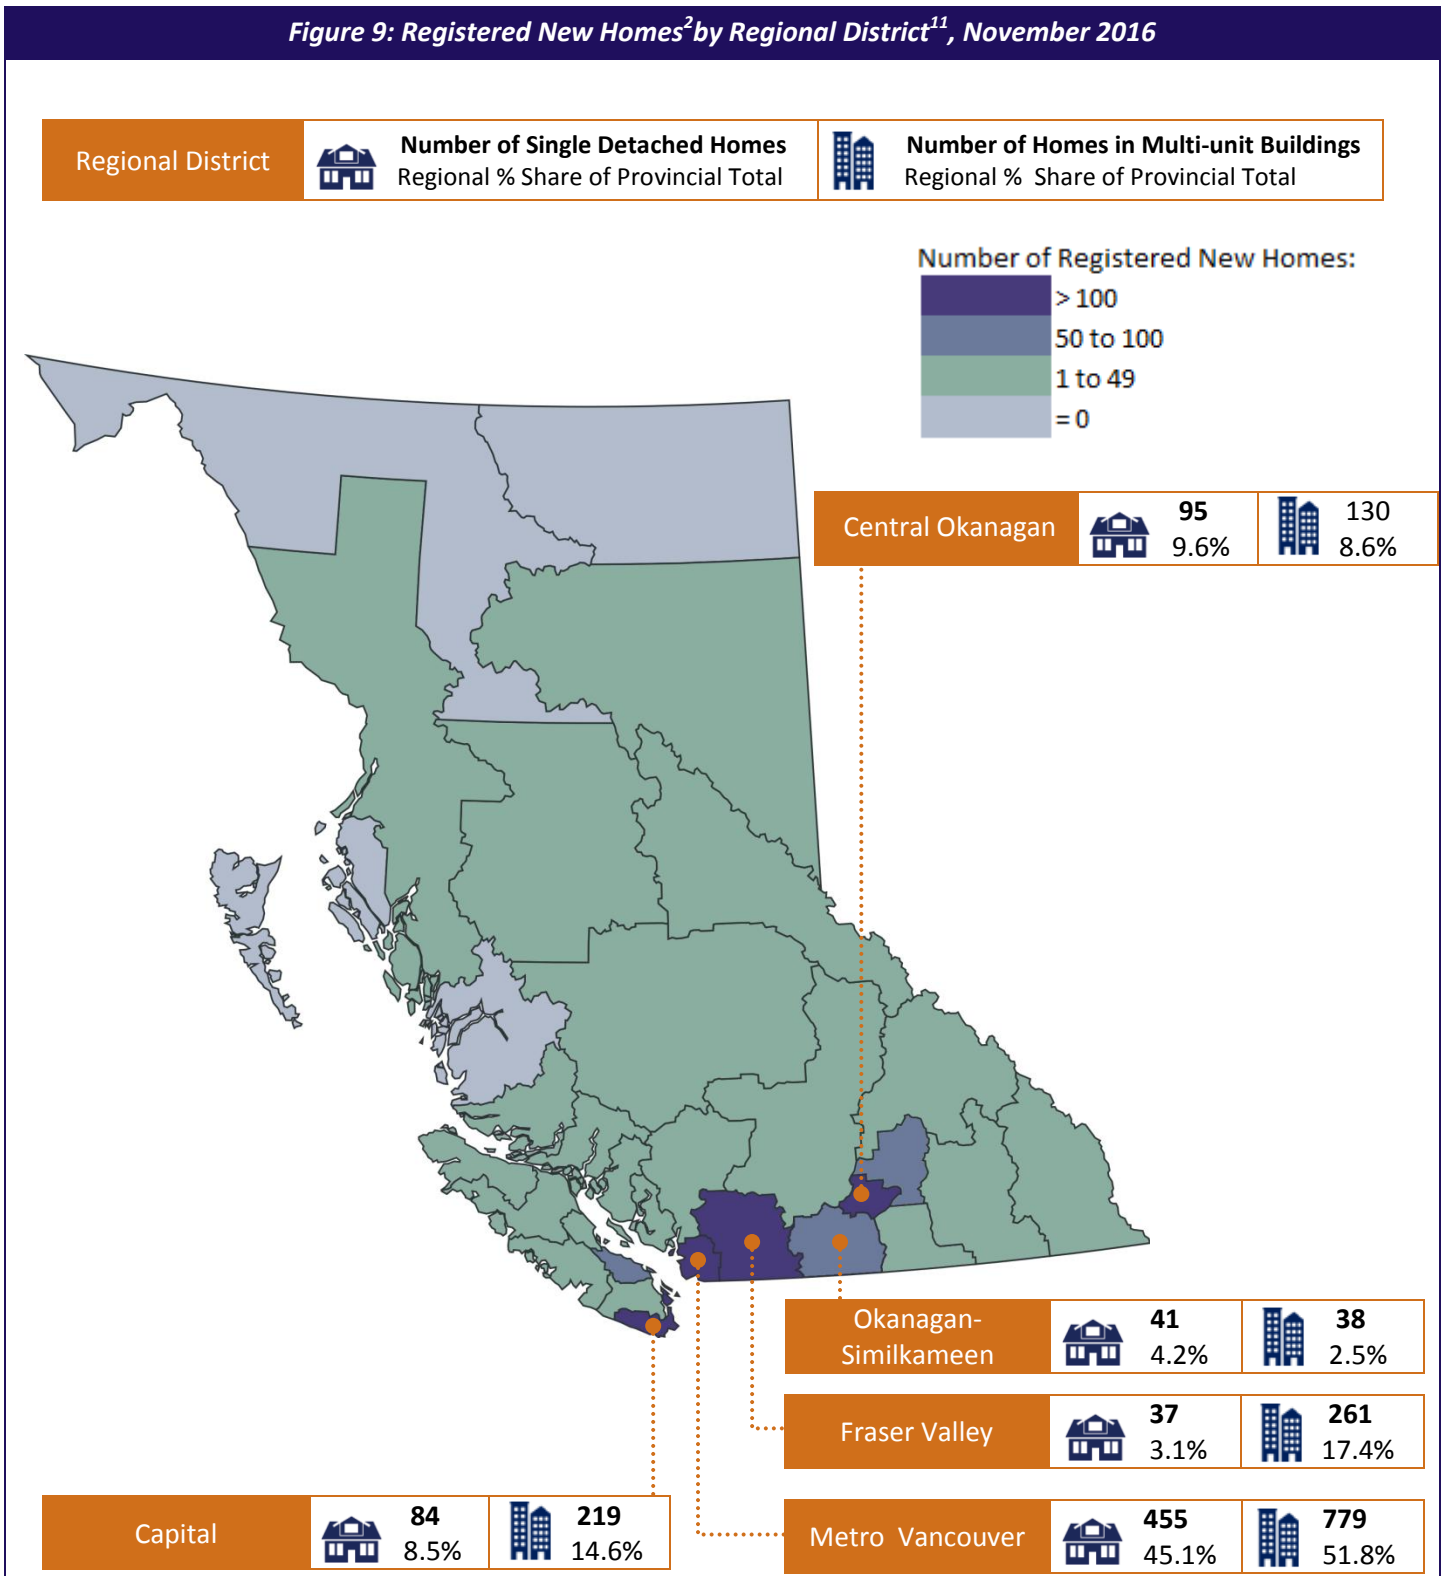 Figure 9: Registered New Homes2by Regional District11, November 2016
Regional District
Number of Single Detached Homes
Regional % Share of Provincial Total
Number of Homes in Multi-unit Buildings
Regional % Share of Provincial Total
Number of Registered New Homes:
> 100
50 to 100
1 to 49
= 0
Central Okanagan
95
9.6%
130
8.6%
Okanagan-
Similkameen
41
4.2%
38
2.5%
Fraser Valley
37
3.1%
261
17.4%
Capital
84
8.5%
219
14.6%
Metro Vancouver
455
45.1%
779
51.8%